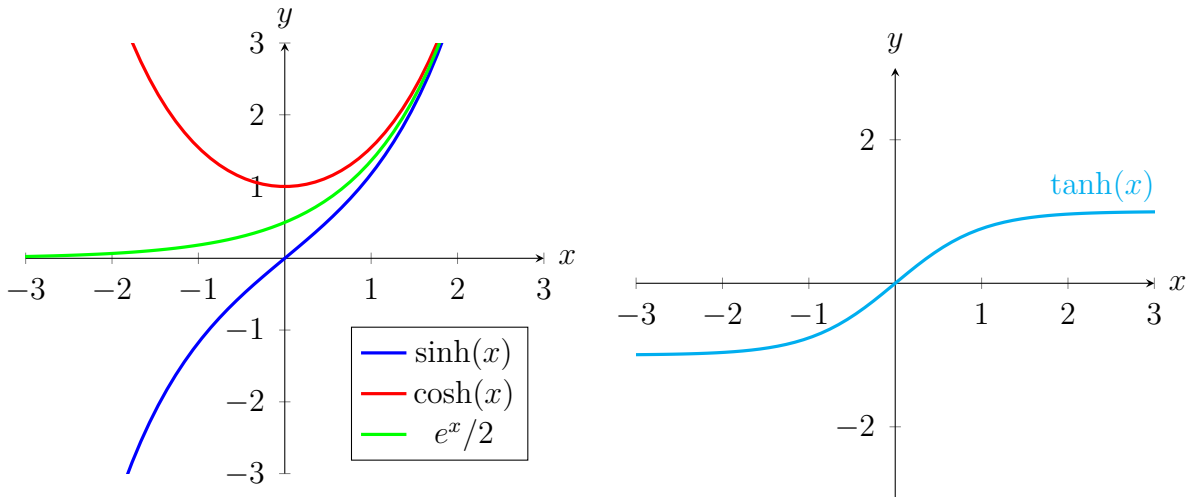 y
3
2
1
−3 −2 −1 1 2 3 x
−1
−2
−3
sinh(x)
cosh(x)
e^x/2
y
2
tanh(x)
−3 −2 −1 1 2 3 x
−2